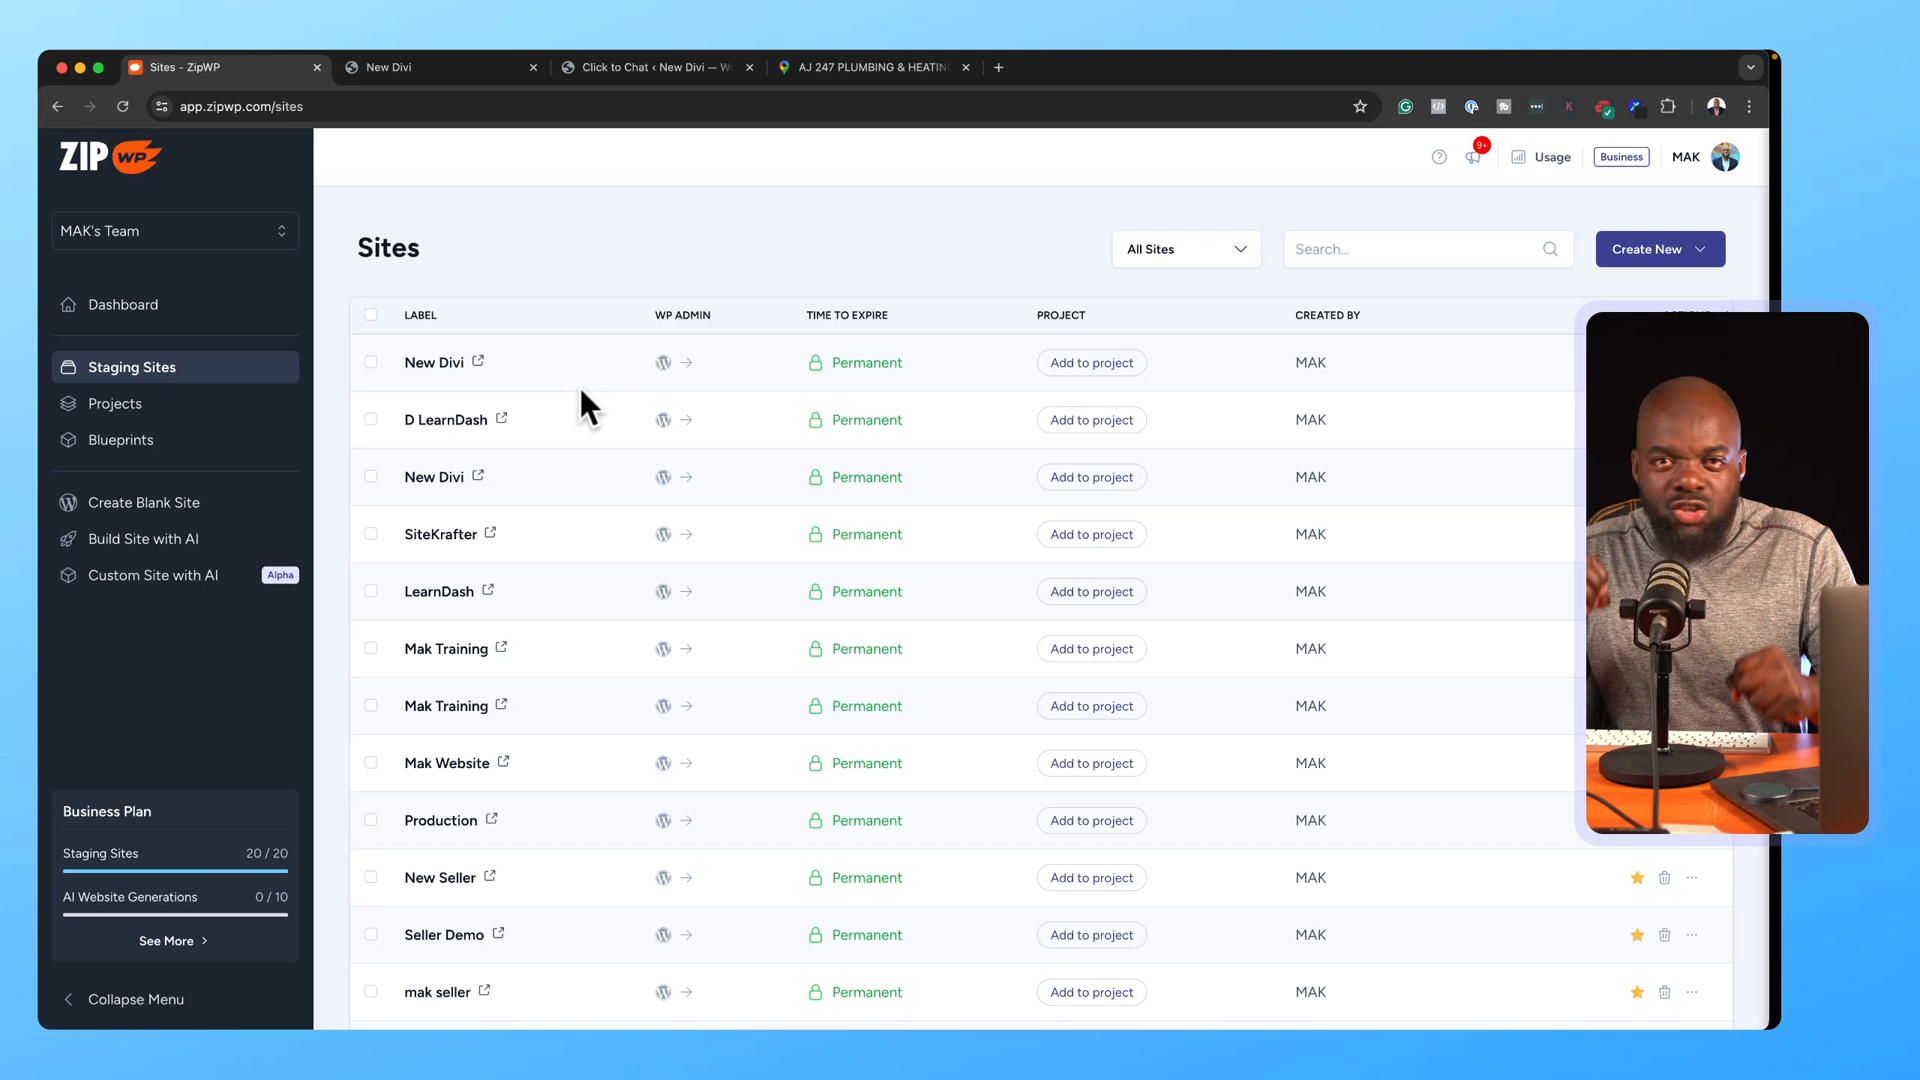 Sites - ZipWP
New Divi
Click to Chat ‹ New Divi — Wo
AJ 247 PLUMBING & HEATING
app.zipwp.com/sites
ZIP WP
9+
Usage
Business
MAK
MAK's Team
Dashboard
Staging Sites
Projects
Blueprints
Create Blank Site
Build Site with AI
Custom Site with AI Alpha
Business Plan
Staging Sites 20 / 20
AI Website Generations 0 / 10
See More
Collapse Menu
Sites
All Sites
Search...
Create New
LABEL WP ADMIN TIME TO EXPIRE PROJECT CREATED BY
New Divi Permanent Add to project MAK
D LearnDash Permanent Add to project MAK
New Divi Permanent Add to project MAK
SiteKrafter Permanent Add to project MAK
LearnDash Permanent Add to project MAK
Mak Training Permanent Add to project MAK
Mak Training Permanent Add to project MAK
Mak Website Permanent Add to project MAK
Production Permanent Add to project MAK
New Seller Permanent Add to project MAK
Seller Demo Permanent Add to project MAK
mak seller Permanent Add to project MAK